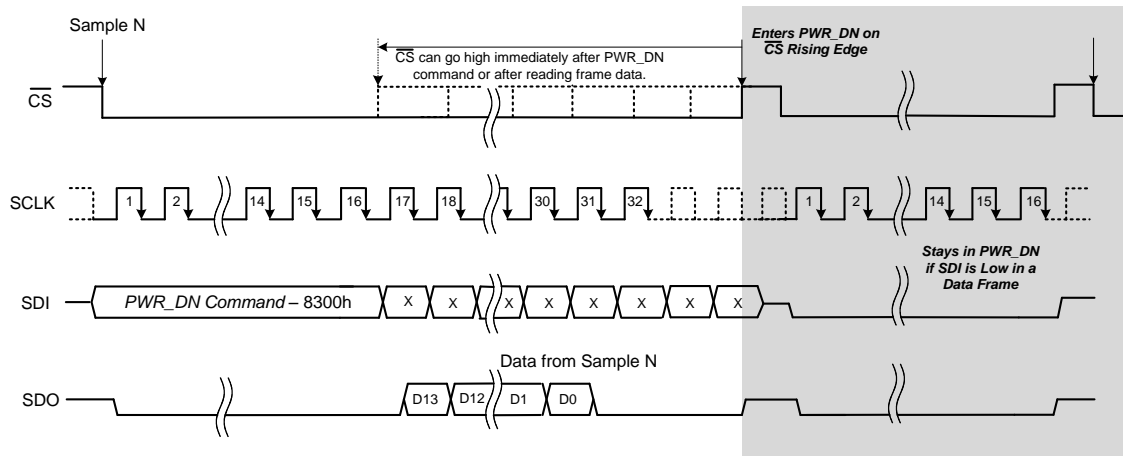 Sample N
Enters PWR_DN on
CS Rising Edge
CS can go high immediately after PWR_DN
command or after reading frame data.
CS
SCLK
1
2
14
15
16
17
18
30
31
32
1
2
14
15
16
Stays in PWR_DN
if SDI is Low in a
Data Frame
SDI
PWR_DN Command – 8300h
X
X
X
X
X
X
X
X
Data from Sample N
SDO
D13
D12
D1
D0